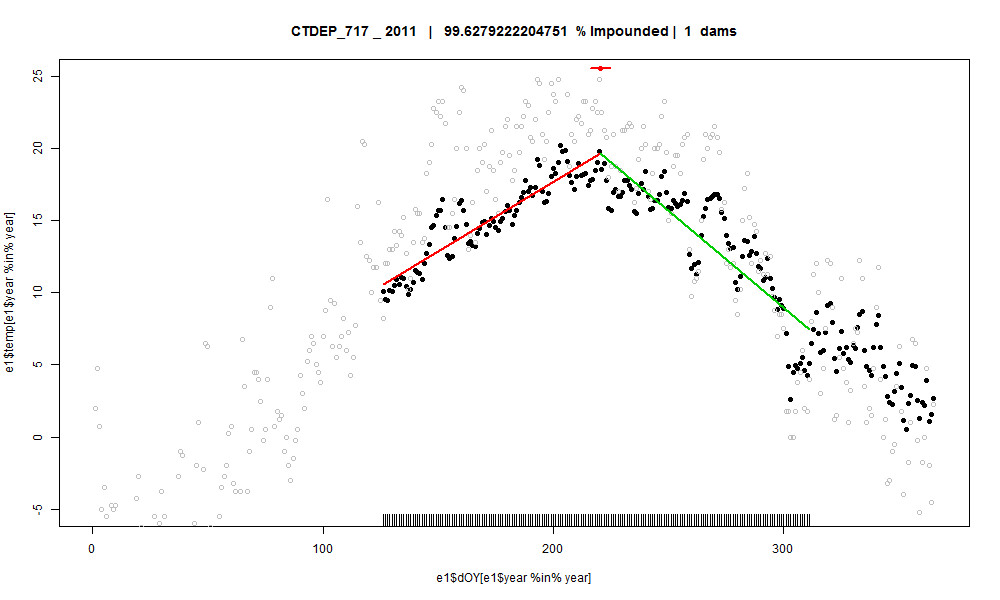 CTDEP_717 _ 2011 | 99.6279222204751 % Impounded | 1 dams
e1$temp[e1$year %in% year]
25
20
15
10
5
0
-5
0 100 200 300
e1$dOY[e1$year %in% year]